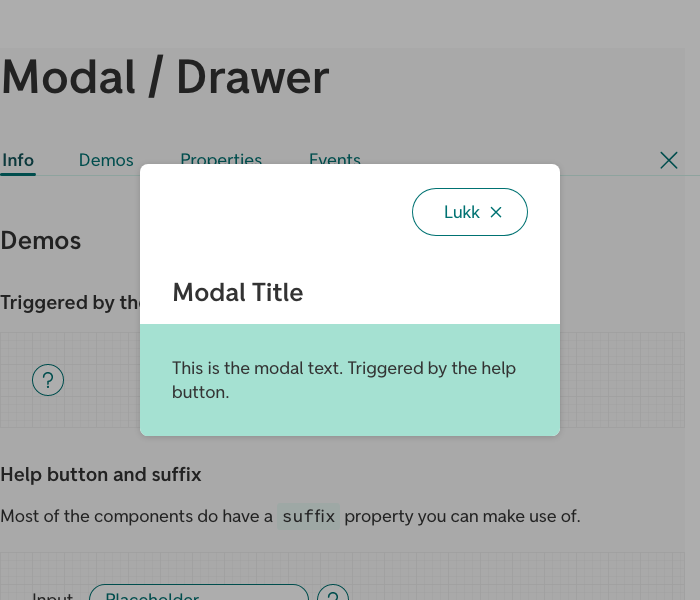 Modal / Drawer
Info Demos Properties Events
Lukk
Demos
Modal Title
Triggered by the
This is the modal text. Triggered by the help
button.
?
Help button and suffix
Most of the components do have a suffix property you can make use of.
Input Placeholder ?